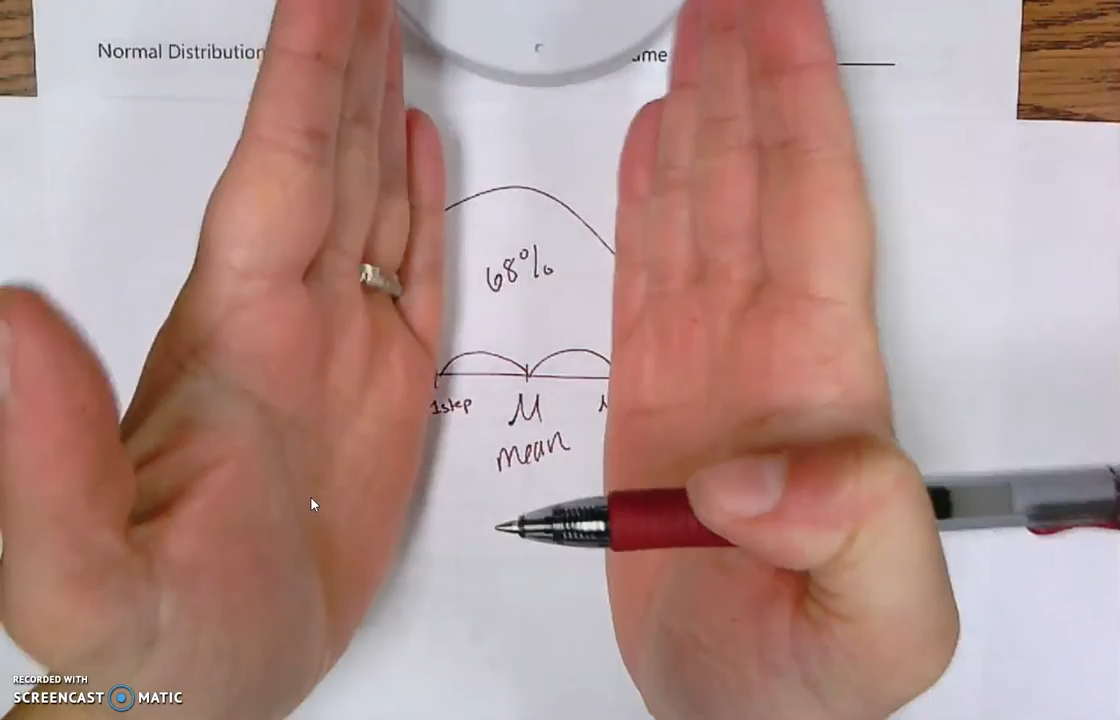 Normal Distribution
ame
68%
1step
M
mean
RECORDED WITH
SCREENCAST MATIC